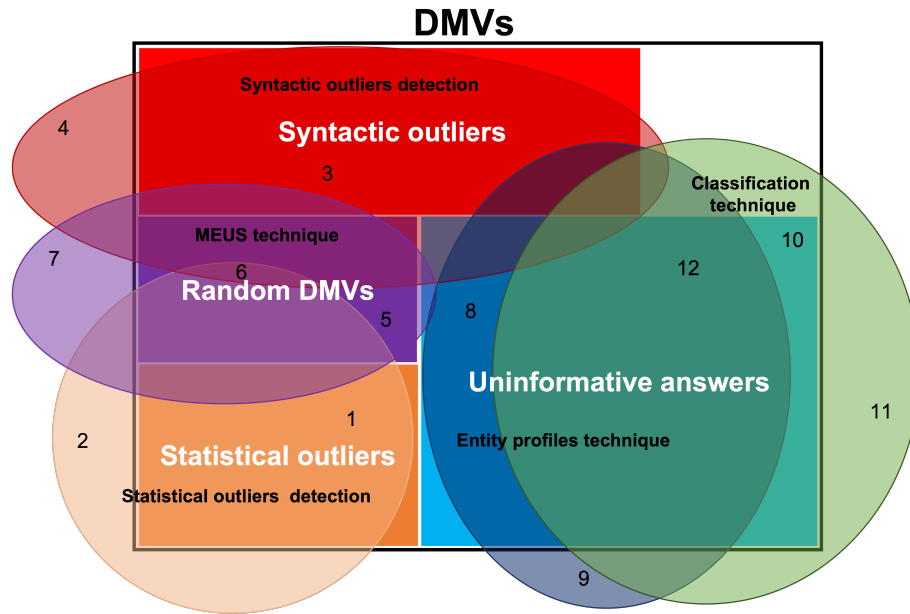 DMVs
Syntactic outliers detection
4
Syntactic outliers
3
Classification
technique
MEUS technique
10
7
6
12
Random DMVs
8
5
Uninformative answers
11
1
2
Entity profiles technique
Statistical outliers
Statistical outliers  detection
9